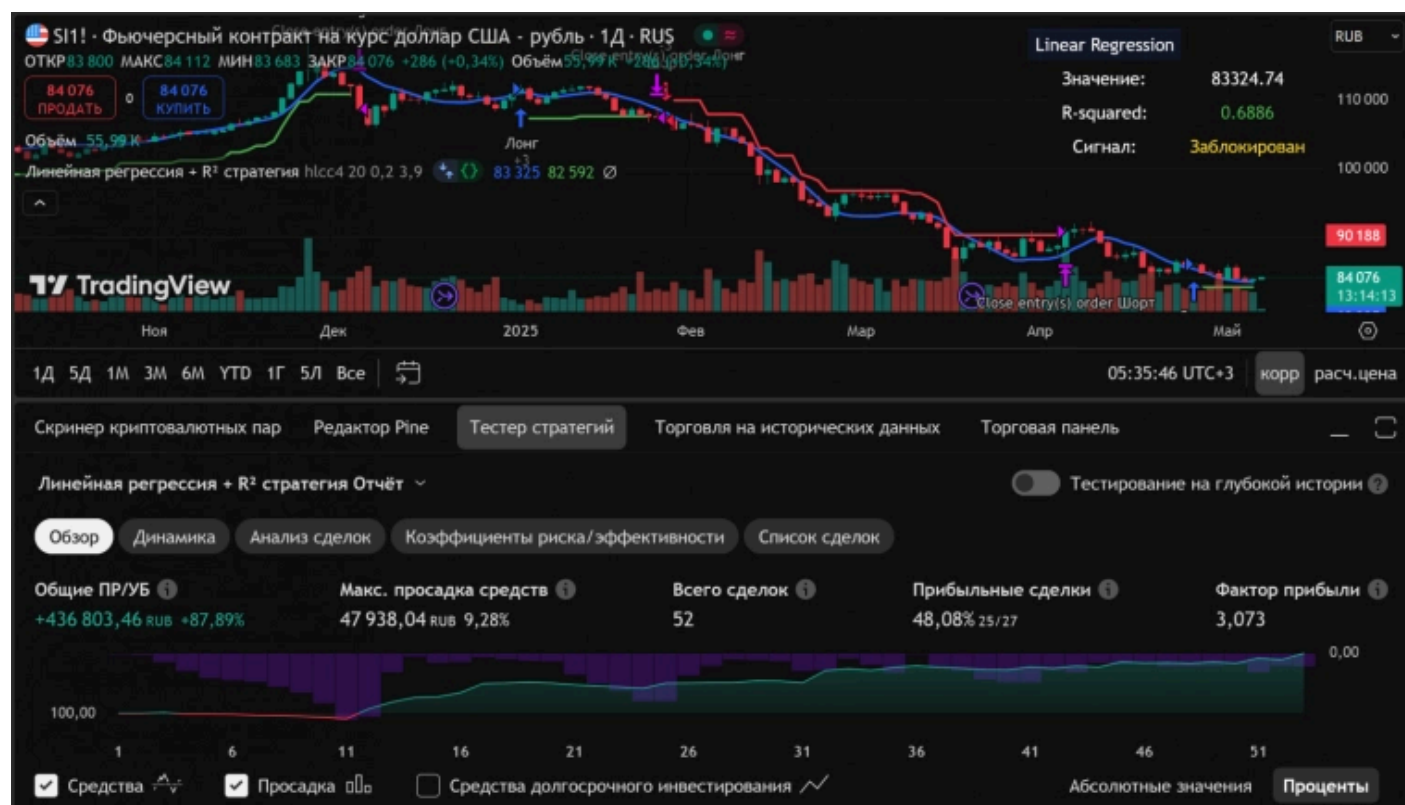 SI1! · Фьючерсный контракт на курс доллар США - рубль · 1Д · RUS
ОТКР83 800 МАКС84 112 МИН83 683 ЗАКР84 076 +286 (+0,34%) Объём55,99 K +286 (+0,34%)
Close entry(s) order Лонг
84 076 ПРОДАТЬ 0 84 076 КУПИТЬ
Объём 55,99 K
Линейная регрессия + R² стратегия hlcc4 20 0,2 3,9 83 325 82 592 Ø
Лонг
+3
Linear Regression
Значение: 83324.74
R-squared: 0.6886
Сигнал: Заблокирован
RUB
110 000
100 000
90 188
84 076
13:14:13
TradingView
Close entry(s) order Шорт
Ноя Дек 2025 Фев Мар Апр Май
1Д 5Д 1М 3М 6М YTD 1Г 5Л Все 05:35:46 UTC+3 корр расч.цена
Скринер криптовалютных пар Редактор Pine Тестер стратегий Торговля на исторических данных Торговая панель
Линейная регрессия + R² стратегия Отчёт Тестирование на глубокой истории
Обзор Динамика Анализ сделок Коэффициенты риска/эффективности Список сделок
Общие ПР/УБ Макс. просадка средств Всего сделок Прибыльные сделки Фактор прибыли
+436 803,46 RUB +87,89% 47 938,04 RUB 9,28% 52 48,08% 25/27 3,073
0,00
100,00
1 6 11 16 21 26 31 36 41 46 51
Средства Просадка Средства долгосрочного инвестирования Абсолютные значения Проценты